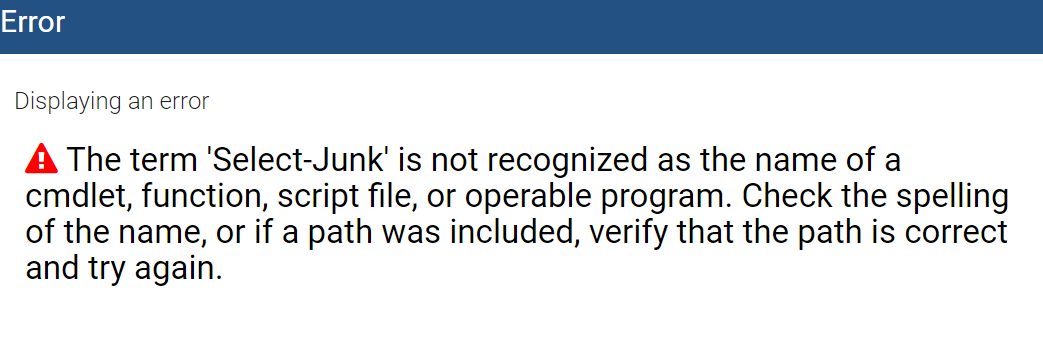 Error
Displaying an error
The term 'Select-Junk' is not recognized as the name of a
cmdlet, function, script file, or operable program. Check the spelling
of the name, or if a path was included, verify that the path is correct
and try again.